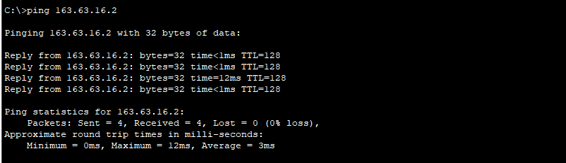 C:\>ping 163.63.16.2
Pinging 163.63.16.2 with 32 bytes of data:
Reply from 163.63.16.2: bytes=32 time<1ms TTL=128
Reply from 163.63.16.2: bytes=32 time<1ms TTL=128
Reply from 163.63.16.2: bytes=32 time=12ms TTL=128
Reply from 163.63.16.2: bytes=32 time<1ms TTL=128
Ping statistics for 163.63.16.2:
    Packets: Sent = 4, Received = 4, Lost = 0 (0% loss),
Approximate round trip times in milli-seconds:
    Minimum = 0ms, Maximum = 12ms, Average = 3ms